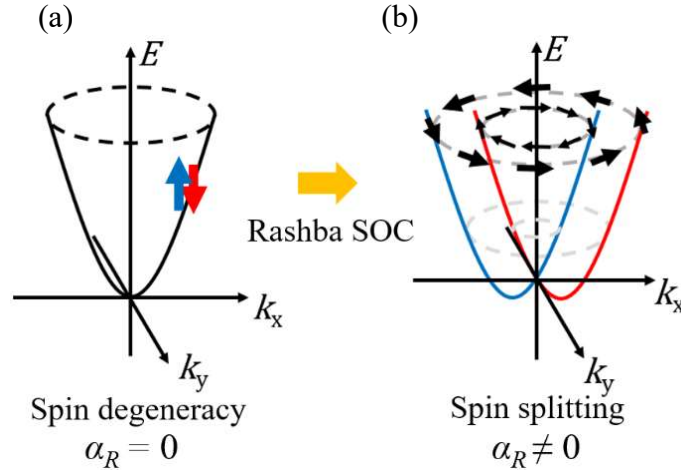 (a)
(b)
E
E
Rashba SOC
kx
kx
ky
ky
Spin degeneracy
Spin splitting
αR = 0
αR ≠ 0